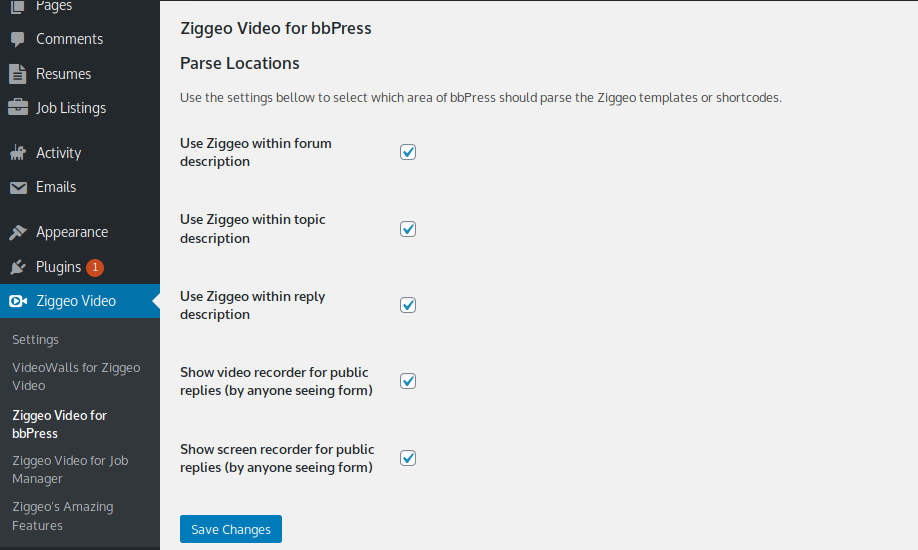 Pages
Comments
Resumes
Job Listings
Activity
Emails
Appearance
Plugins 1
Ziggeo Video
Settings
VideoWalls for Ziggeo
Video
Ziggeo Video for
bbPress
Ziggeo Video for Job
Manager
Ziggeo's Amazing
Features
Ziggeo Video for bbPress
Parse Locations
Use the settings bellow to select which area of bbPress should parse the Ziggeo templates or shortcodes.
Use Ziggeo within forum
description
Use Ziggeo within topic
description
Use Ziggeo within reply
description
Show video recorder for public
replies (by anyone seeing form)
Show screen recorder for public
replies (by anyone seeing form)
Save Changes